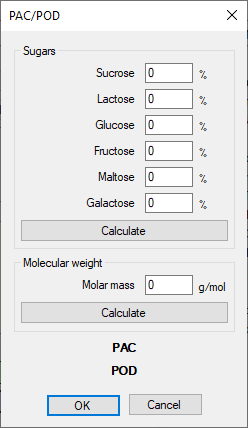 PAC/POD
Sugars
Sucrose 0 %
Lactose 0 %
Glucose 0 %
Fructose 0 %
Maltose 0 %
Galactose 0 %
Calculate
Molecular weight
Molar mass 0 g/mol
Calculate
PAC
POD
OK Cancel